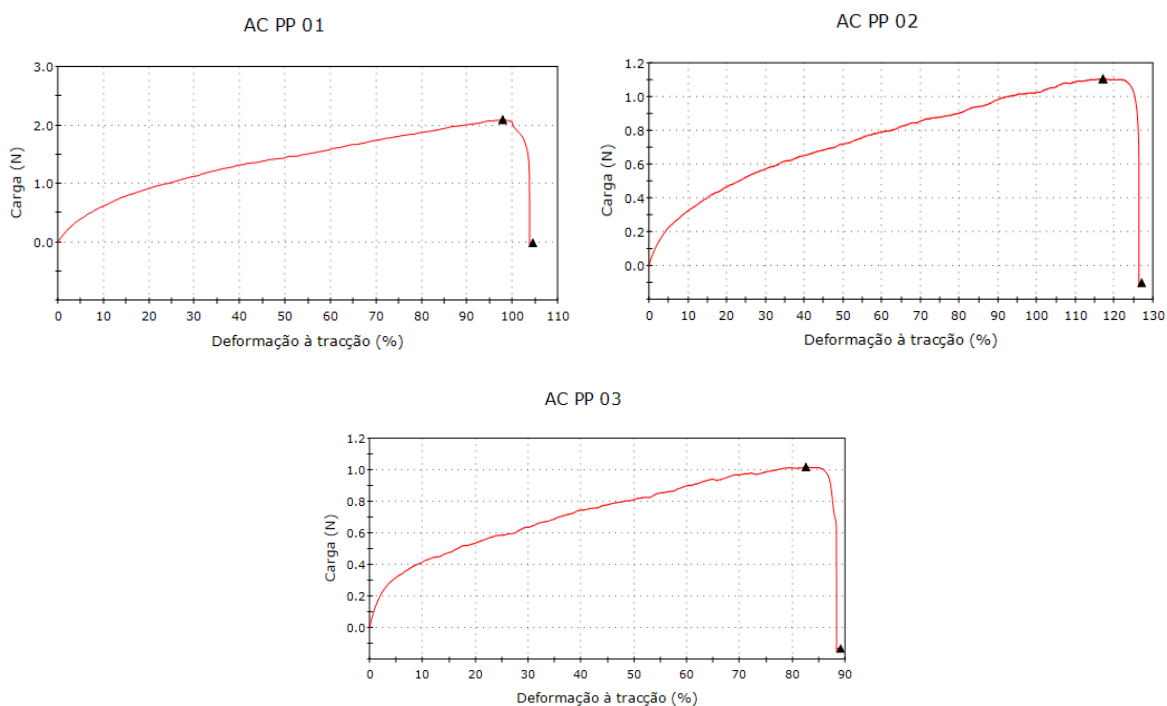 AC PP 01
3.0
2.0
1.0
0.0
Carga (N)
0 10 20 30 40 50 60 70 80 90 100 110
Deformação à tracção (%)
AC PP 02
1.2
1.0
0.8
0.6
0.4
0.2
0.0
Carga (N)
0 10 20 30 40 50 60 70 80 90 100 110 120 130
Deformação à tracção (%)
AC PP 03
1.2
1.0
0.8
0.6
0.4
0.2
0.0
Carga (N)
0 10 20 30 40 50 60 70 80 90
Deformação à tracção (%)